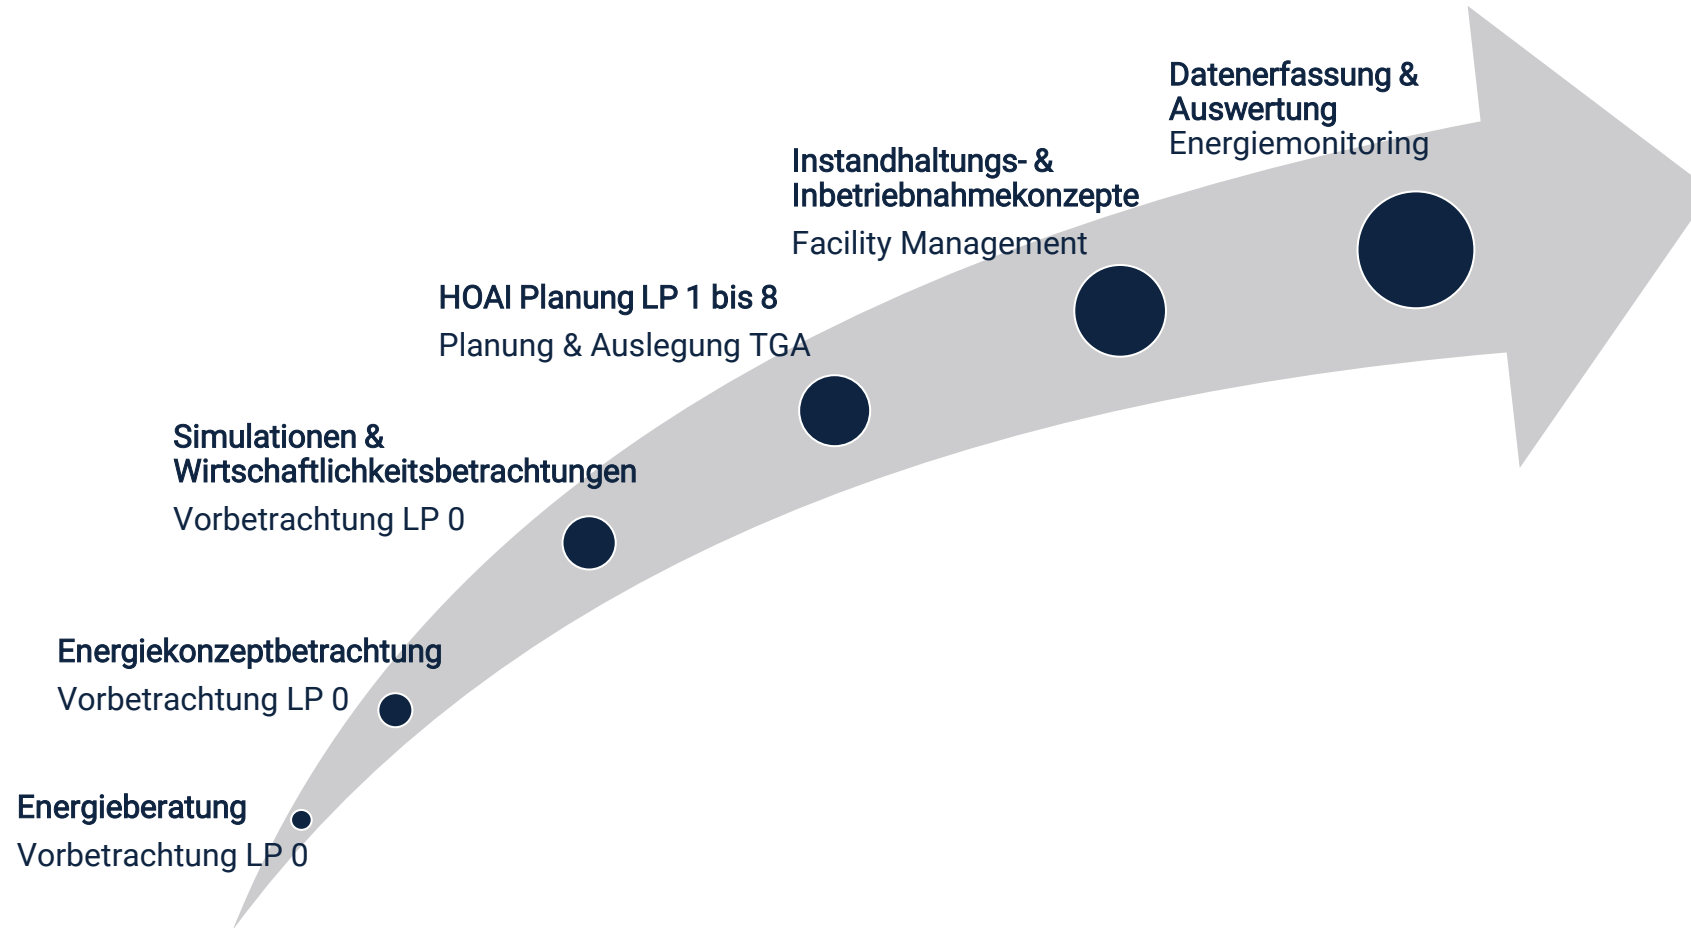 Datenerfassung &
Auswertung
Energiemonitoring
Instandhaltungs- &
Inbetriebnahmekonzepte
Facility Management
HOAI Planung LP 1 bis 8
Planung & Auslegung TGA
Simulationen &
Wirtschaftlichkeitsbetrachtungen
Vorbetrachtung LP 0
Energiekonzeptbetrachtung
Vorbetrachtung LP 0
Energieberatung
Vorbetrachtung LP 0